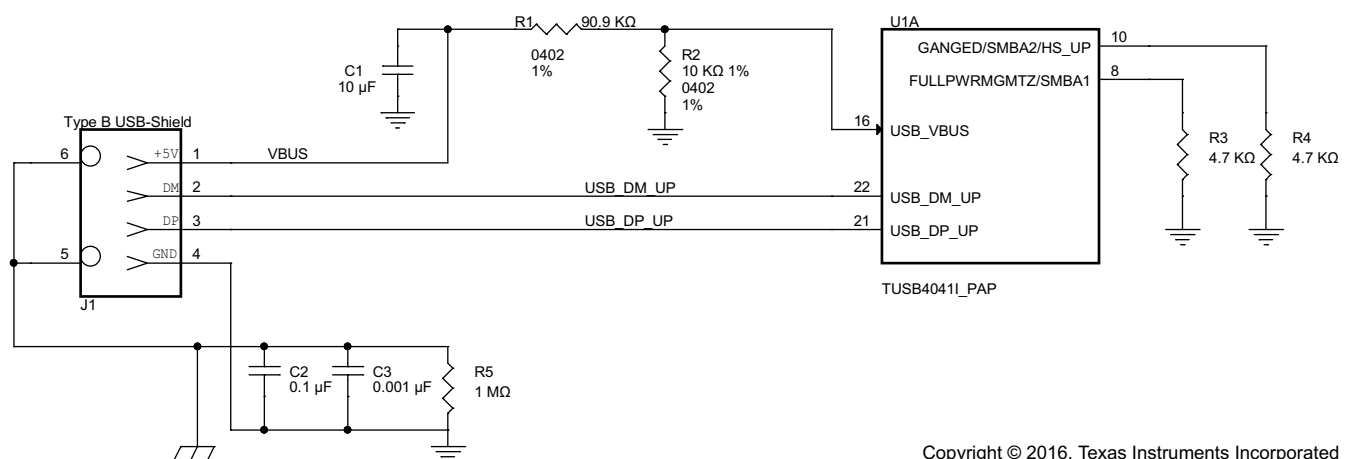 U1A
R1 90.9 KΩ
0402
1%
R2
10 KΩ 1%
0402
1%
C1
10 µF
GANGED/SMBA2/HS_UP
10
FULLPWRMGMTZ/SMBA1
8
16
USB_VBUS
R3
4.7 KΩ
R4
4.7 KΩ
Type B USB-Shield
6
+5V
1
VBUS
DM
2
USB_DM_UP
22
USB_DM_UP
DP
3
USB_DP_UP
21
USB_DP_UP
5
GND
4
J1
TUSB4041I_PAP
C2
0.1 µF
C3
0.001 µF
R5
1 MΩ
Copyright © 2016, Texas Instruments Incorporated